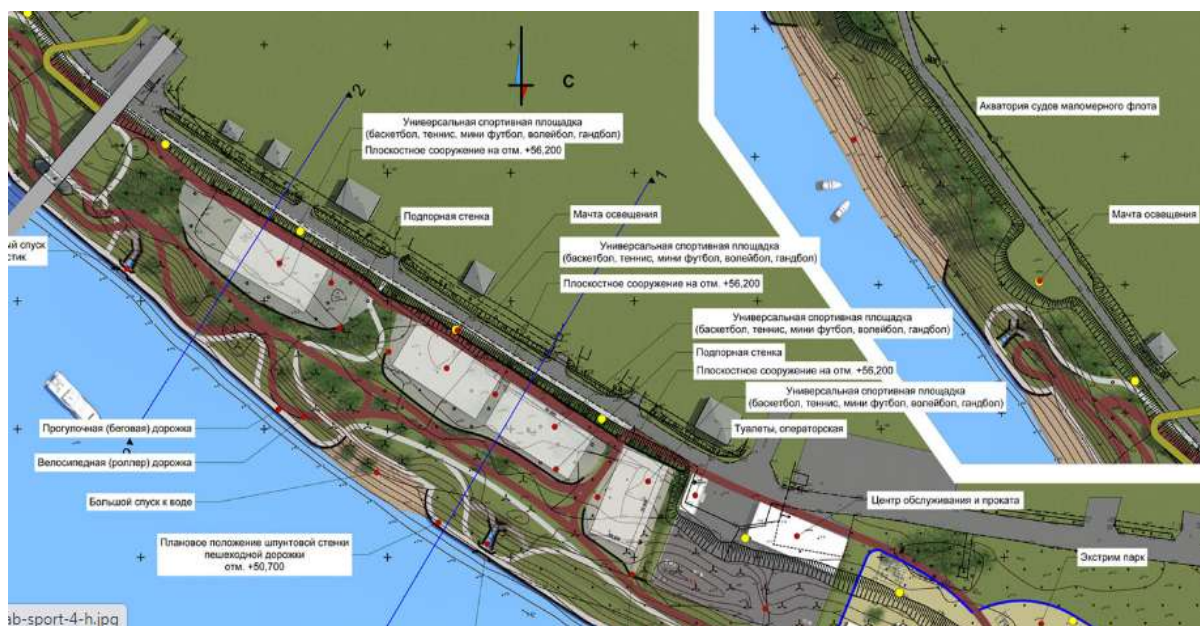 2
С
Универсальная спортивная площадка
(баскетбол, теннис, мини футбол, волейбол, гандбол)
Плоскостное сооружение на отм. +56,200
Акватория судов маломерного флота
1
Подпорная стенка
Мачта освещения
Мачта освещения
ый спуск
стик
Универсальная спортивная площадка
(баскетбол, теннис, мини футбол, волейбол, гандбол)
Плоскостное сооружение на отм. +56,200
Универсальная спортивная площадка
(баскетбол, теннис, мини футбол, волейбол, гандбол)
Подпорная стенка
Плоскостное сооружение на отм. +56,200
Универсальная спортивная площадка
(баскетбол, теннис, мини футбол, волейбол, гандбол)
Прогулочная (беговая) дорожка
Туалеты, операторская
Велосипедная (роллер) дорожка
Большой спуск к воде
Центр обслуживания и проката
Плановое положение шпунтовой стенки
пешеходной дорожки
отм. +50,700
Экстрим парк
ab-sport-4-h.jpg